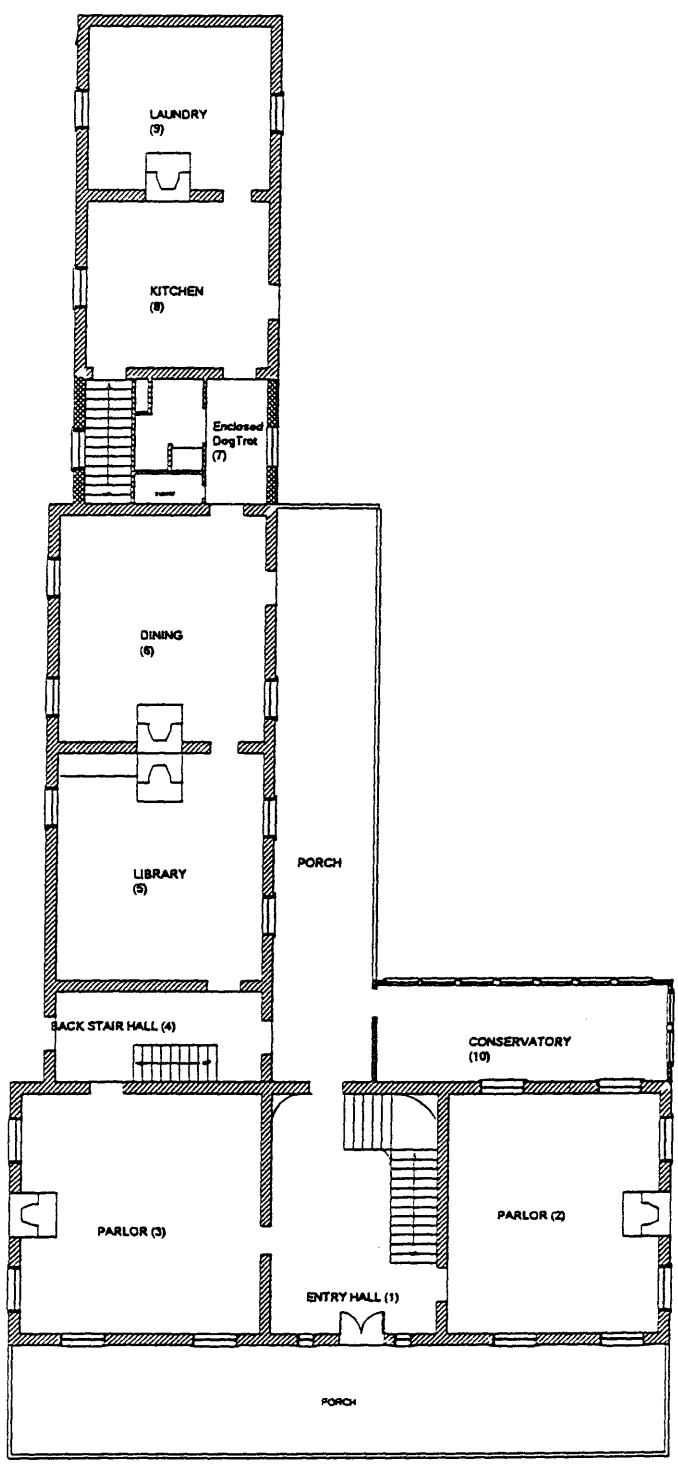 LAUNDRY
(9)
KITCHEN
(8)
Enclosed
DogTrot
(7)
DINING
(6)
LIBRARY
(5)
PORCH
BACK STAIR HALL (4)
CONSERVATORY
(10)
PARLOR (3)
PARLOR (2)
ENTRY HALL (1)
PORCH